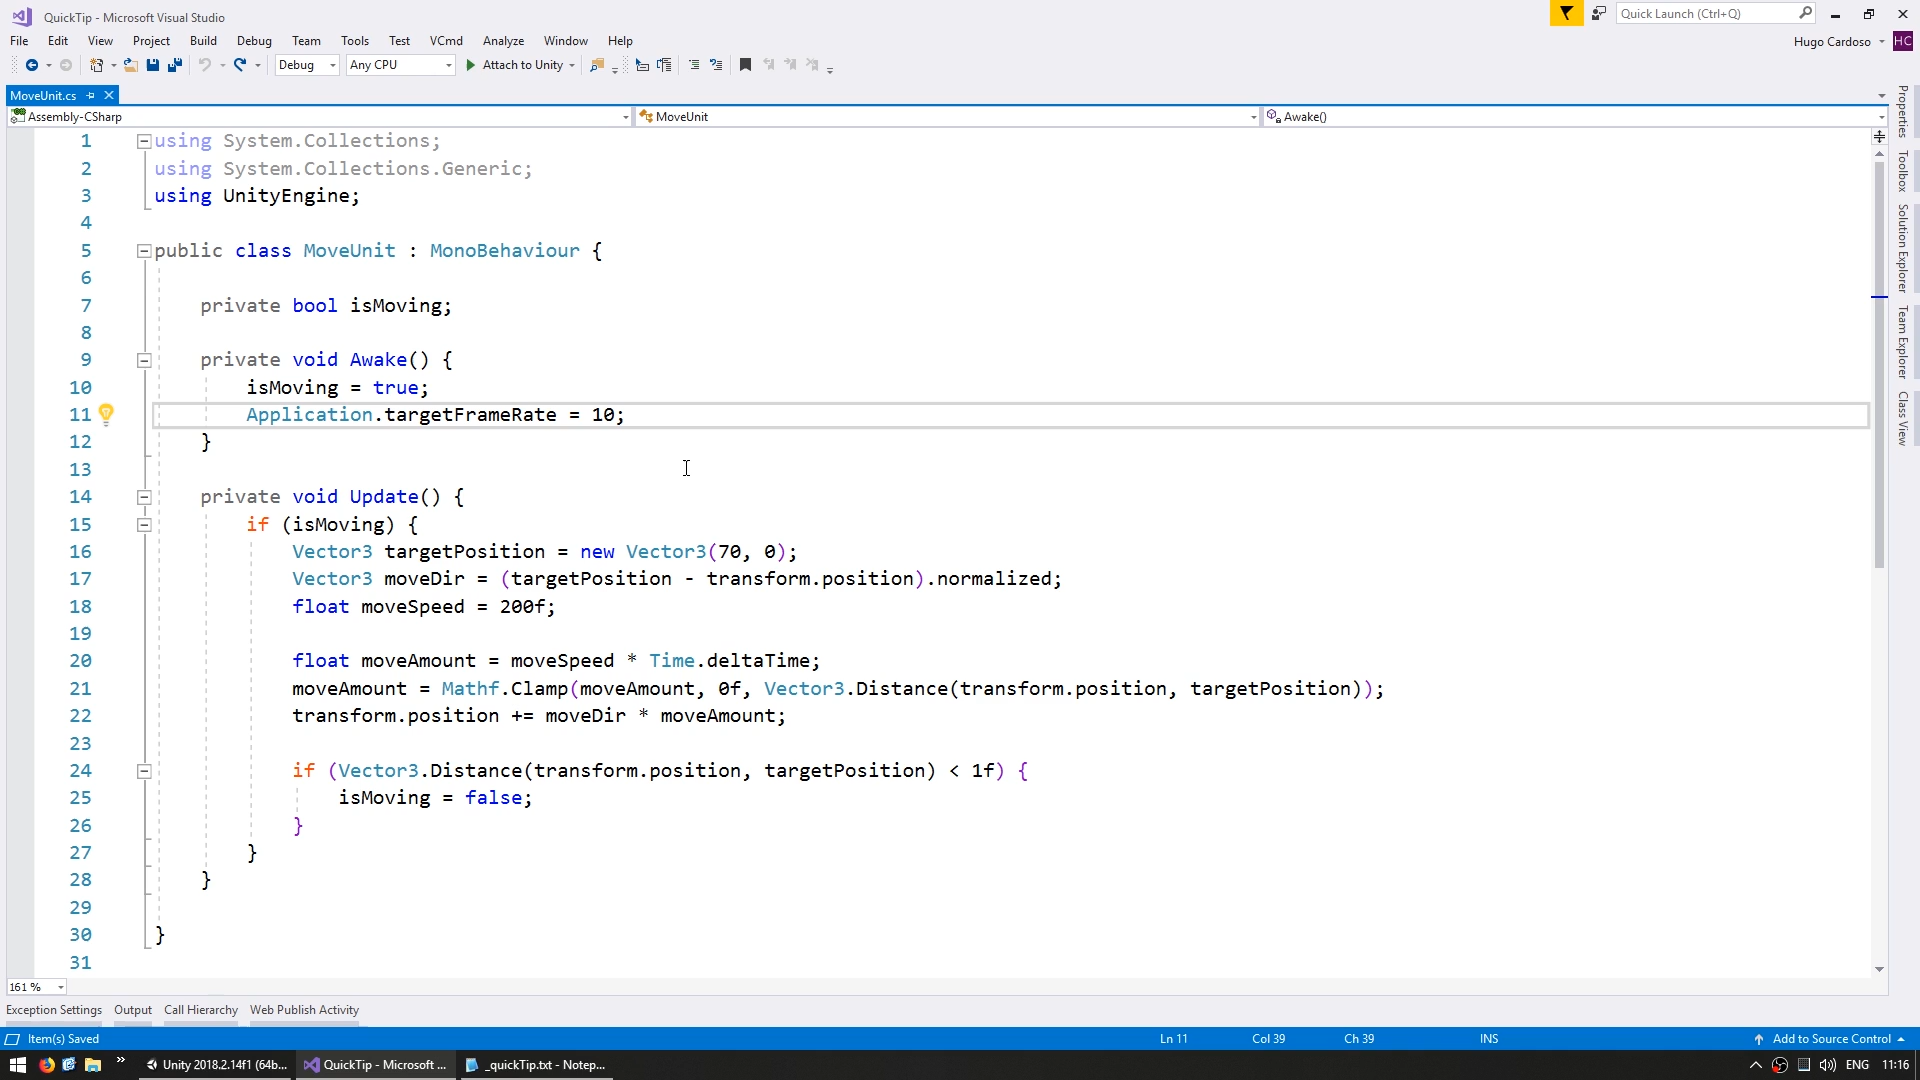 QuickTip - Microsoft Visual Studio
Quick Launch (Ctrl+Q)
File Edit View Project Build Debug Team Tools Test VCmd Analyze Window Help
Hugo Cardoso HC
Debug Any CPU Attach to Unity
MoveUnit.cs
Assembly-CSharp MoveUnit Awake()
1 using System.Collections;
2 using System.Collections.Generic;
3 using UnityEngine;
4
5 public class MoveUnit : MonoBehaviour {
6
7 private bool isMoving;
8
9 private void Awake() {
10 isMoving = true;
11 Application.targetFrameRate = 10;
12 }
13
14 private void Update() {
15 if (isMoving) {
16 Vector3 targetPosition = new Vector3(70, 0);
17 Vector3 moveDir = (targetPosition - transform.position).normalized;
18 float moveSpeed = 200f;
19
20 float moveAmount = moveSpeed * Time.deltaTime;
21 moveAmount = Mathf.Clamp(moveAmount, 0f, Vector3.Distance(transform.position, targetPosition));
22 transform.position += moveDir * moveAmount;
23
24 if (Vector3.Distance(transform.position, targetPosition) < 1f) {
25 isMoving = false;
26 }
27 }
28 }
29
30 }
31
Properties
Toolbox
Solution Explorer
Team Explorer
Class View
161 %
Exception Settings Output Call Hierarchy Web Publish Activity
Item(s) Saved Ln 11 Col 39 Ch 39 INS Add to Source Control
Unity 2018.2.14f1 (64b... QuickTip - Microsoft ... _quickTip.txt - Notep... ENG 11:16